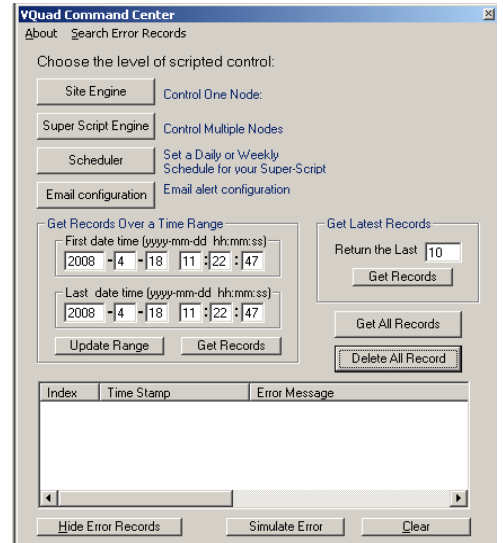 VQuad Command Center
About Search Error Records
Choose the level of scripted control:
Site Engine
Control One Node:
Super Script Engine
Control Multiple Nodes
Scheduler
Set a Daily or Weekly
Schedule for your Super-Script
Email configuration
Email alert configuration
Get Records Over a Time Range
First date time (yyyy-mm-dd hh:mm:ss)
2008 - 4 - 18 11 : 22 : 47
Last date time (yyyy-mm-dd hh:mm:ss)
2008 - 4 - 18 11 : 22 : 47
Update Range
Get Records
Get Latest Records
Return the Last 10
Get Records
Get All Records
Delete All Record
Index Time Stamp Error Message
Hide Error Records
Simulate Error
Clear